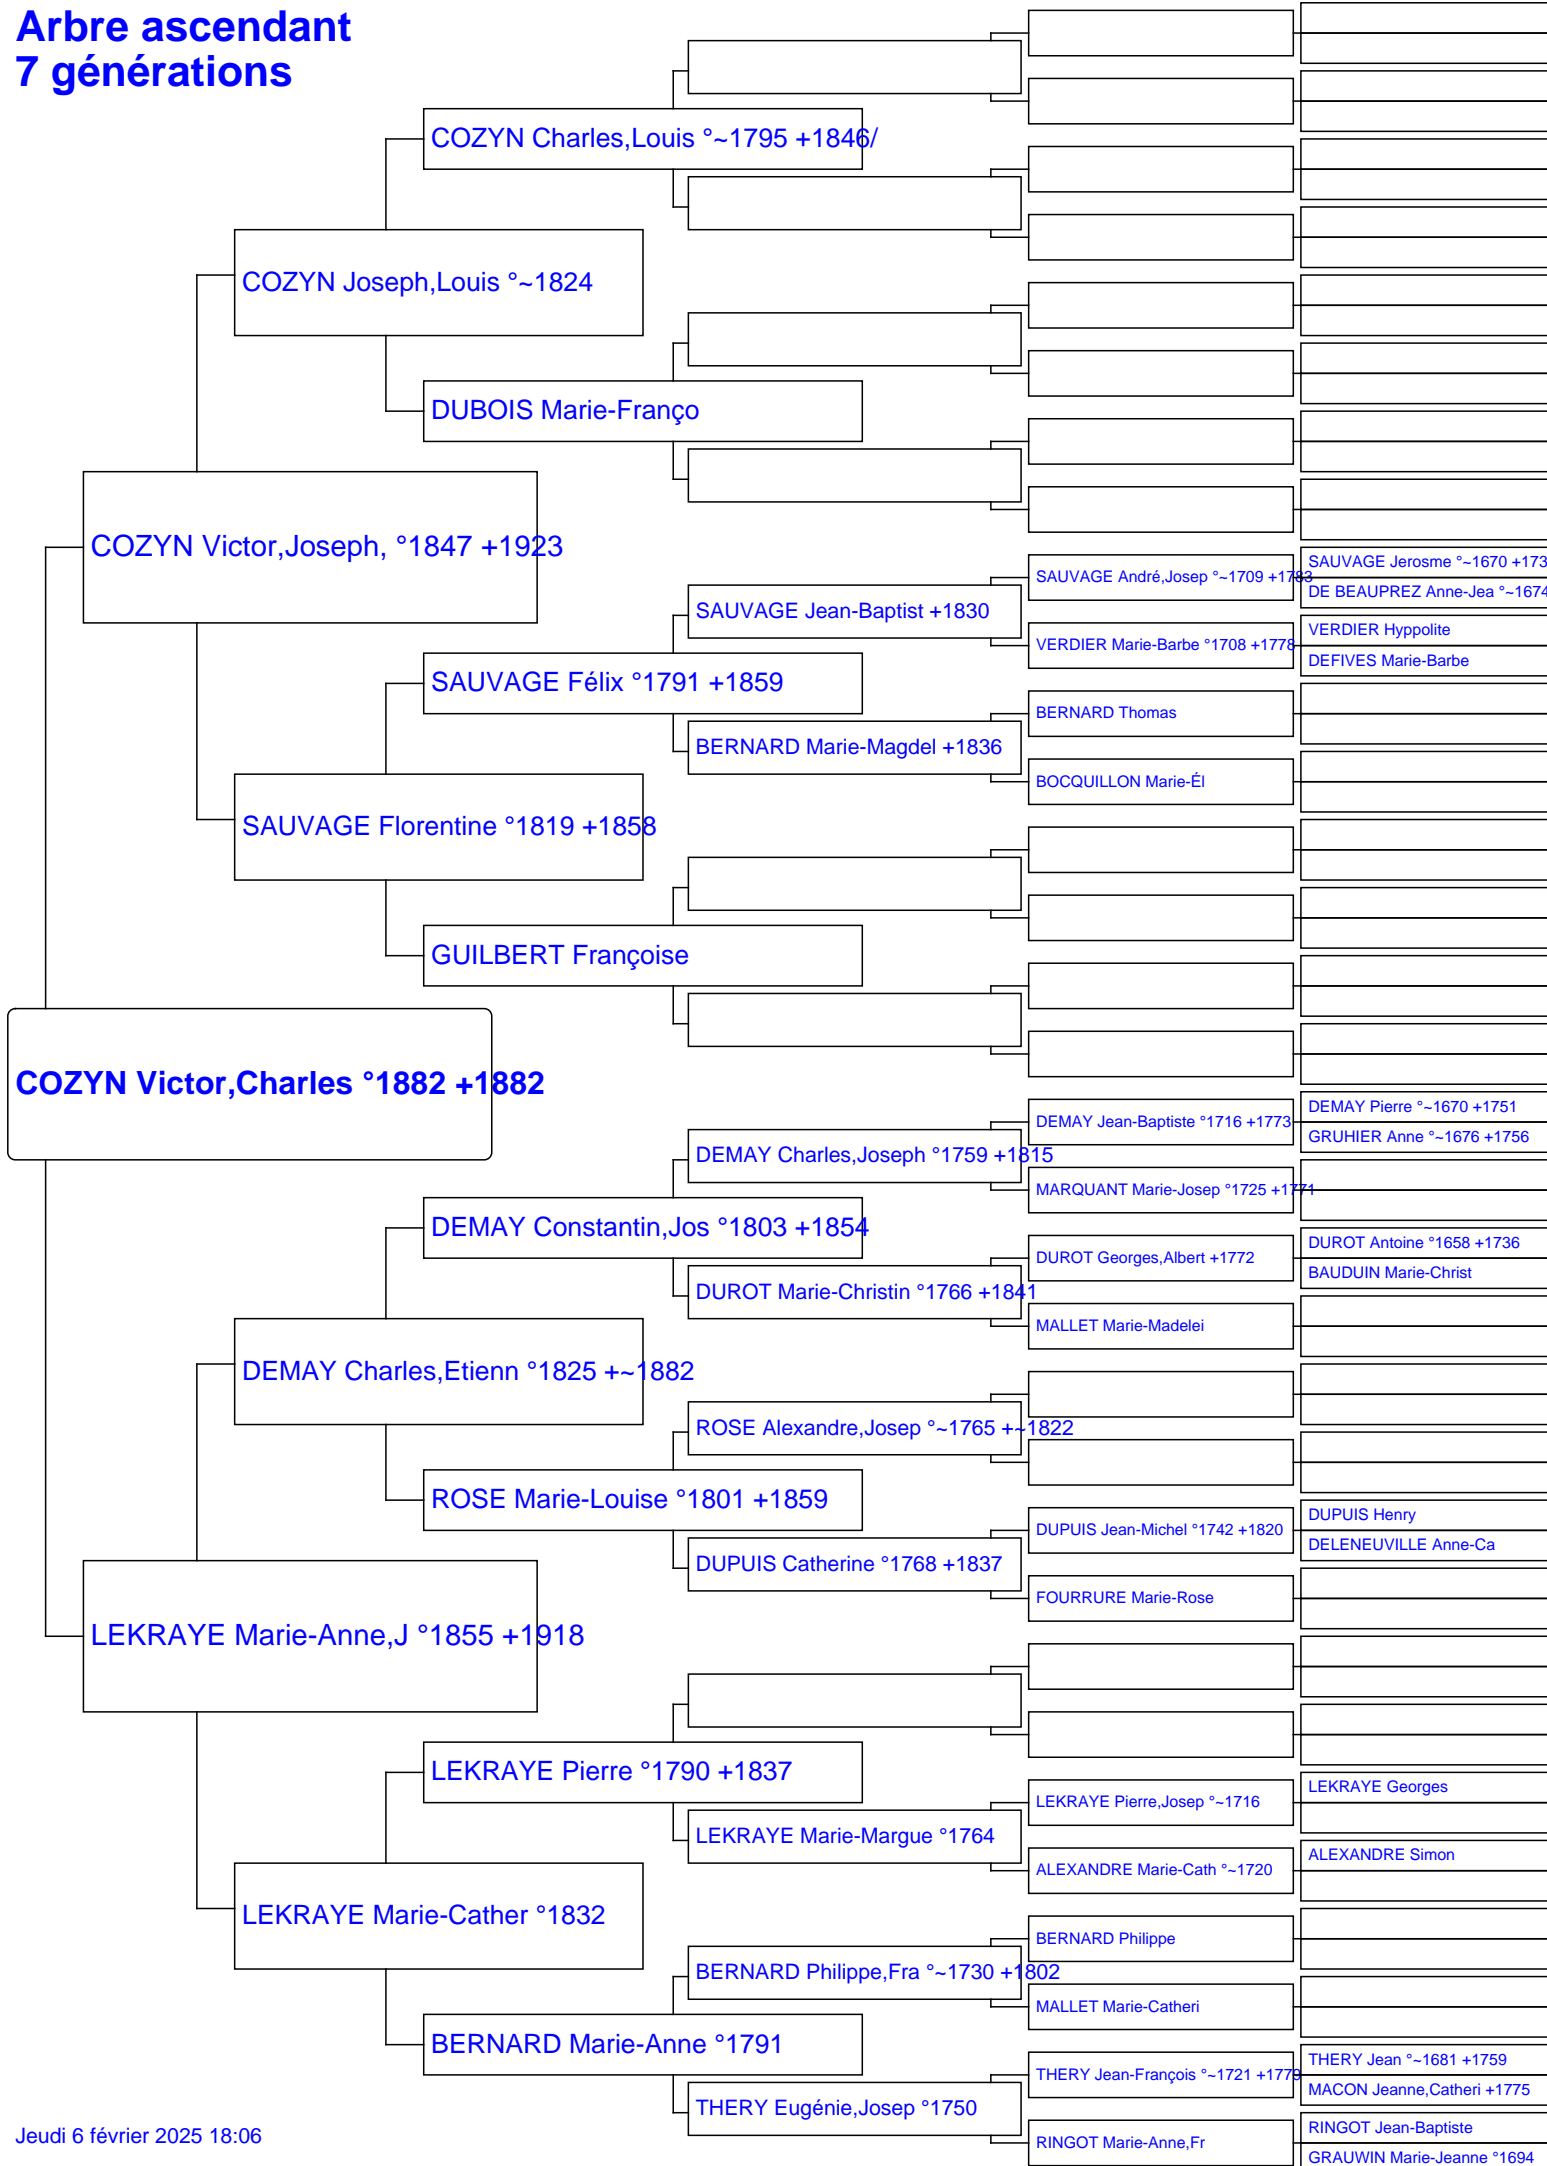 Arbre ascendant
7 générations
COZYN Charles,Louis °~1795 +1846/
COZYN Joseph,Louis °~1824
DUBOIS Marie-Franço
COZYN Victor,Joseph, °1847 +1923
SAUVAGE Jerosme °~1670 +173
SAUVAGE André,Josep °~1709 +1783
DE BEAUPREZ Anne-Jea °~1674
SAUVAGE Jean-Baptist +1830
VERDIER Hyppolite
VERDIER Marie-Barbe °1708 +1778
DEFIVES Marie-Barbe
SAUVAGE Félix °1791 +1859
BERNARD Thomas
BERNARD Marie-Magdel +1836
BOCQUILLON Marie-Él
SAUVAGE Florentine °1819 +1858
GUILBERT Françoise
COZYN Victor,Charles °1882 +1882
DEMAY Pierre °~1670 +1751
DEMAY Jean-Baptiste °1716 +1773
GRUHIER Anne °~1676 +1756
DEMAY Charles,Joseph °1759 +1815
MARQUANT Marie-Josep °1725 +1771
DEMAY Constantin,Jos °1803 +1854
DUROT Antoine °1658 +1736
DUROT Georges,Albert +1772
BAUDUIN Marie-Christ
DUROT Marie-Christin °1766 +1841
MALLET Marie-Madelei
DEMAY Charles,Etienn °1825 +~1882
ROSE Alexandre,Josep °~1765 +~1822
ROSE Marie-Louise °1801 +1859
DUPUIS Henry
DUPUIS Jean-Michel °1742 +1820
DELENEUVILLE Anne-Ca
DUPUIS Catherine °1768 +1837
FOURRURE Marie-Rose
LEKRAYE Marie-Anne,J °1855 +1918
LEKRAYE Pierre °1790 +1837
LEKRAYE Georges
LEKRAYE Pierre,Josep °~1716
LEKRAYE Marie-Margue °1764
ALEXANDRE Simon
ALEXANDRE Marie-Cath °~1720
LEKRAYE Marie-Cather °1832
BERNARD Philippe
BERNARD Philippe,Fra °~1730 +1802
MALLET Marie-Catheri
BERNARD Marie-Anne °1791
THERY Jean °~1681 +1759
THERY Jean-François °~1721 +1779
MACON Jeanne,Catheri +1775
THERY Eugénie,Josep °1750
RINGOT Jean-Baptiste
RINGOT Marie-Anne,Fr
GRAUWIN Marie-Jeanne °1694
Jeudi 6 février 2025 18:06